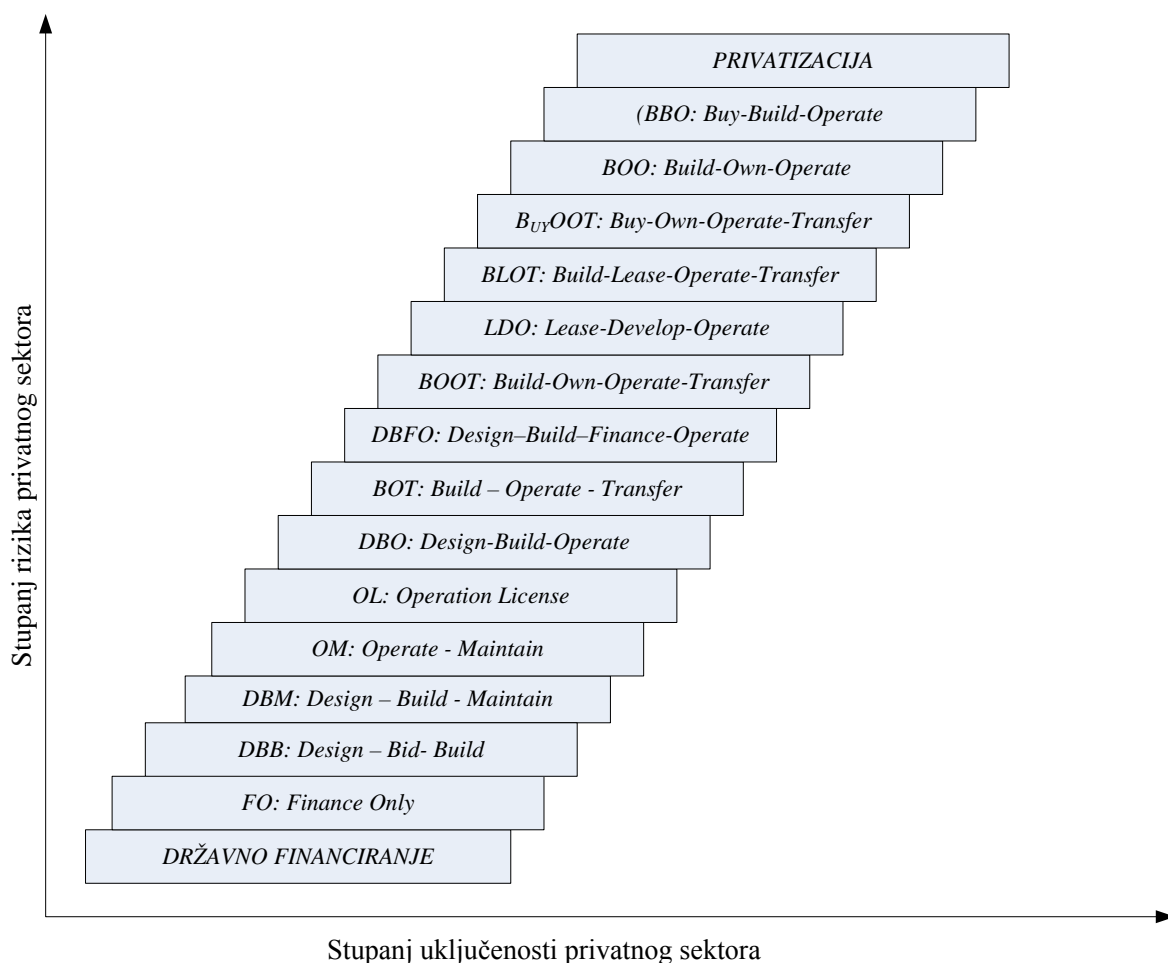 PRIVATIZACIJA
(BBO: Buy-Build-Operate
BOO: Build-Own-Operate
BUYOOT: Buy-Own-Operate-Transfer
BLOT: Build-Lease-Operate-Transfer
LDO: Lease-Develop-Operate
BOOT: Build-Own-Operate-Transfer
DBFO: Design–Build–Finance-Operate
BOT: Build – Operate - Transfer
DBO: Design-Build-Operate
OL: Operation License
OM: Operate - Maintain
DBM: Design – Build - Maintain
DBB: Design – Bid- Build
FO: Finance Only
DRŽAVNO FINANCIRANJE
Stupanj rizika privatnog sektora
Stupanj uključenosti privatnog sektora